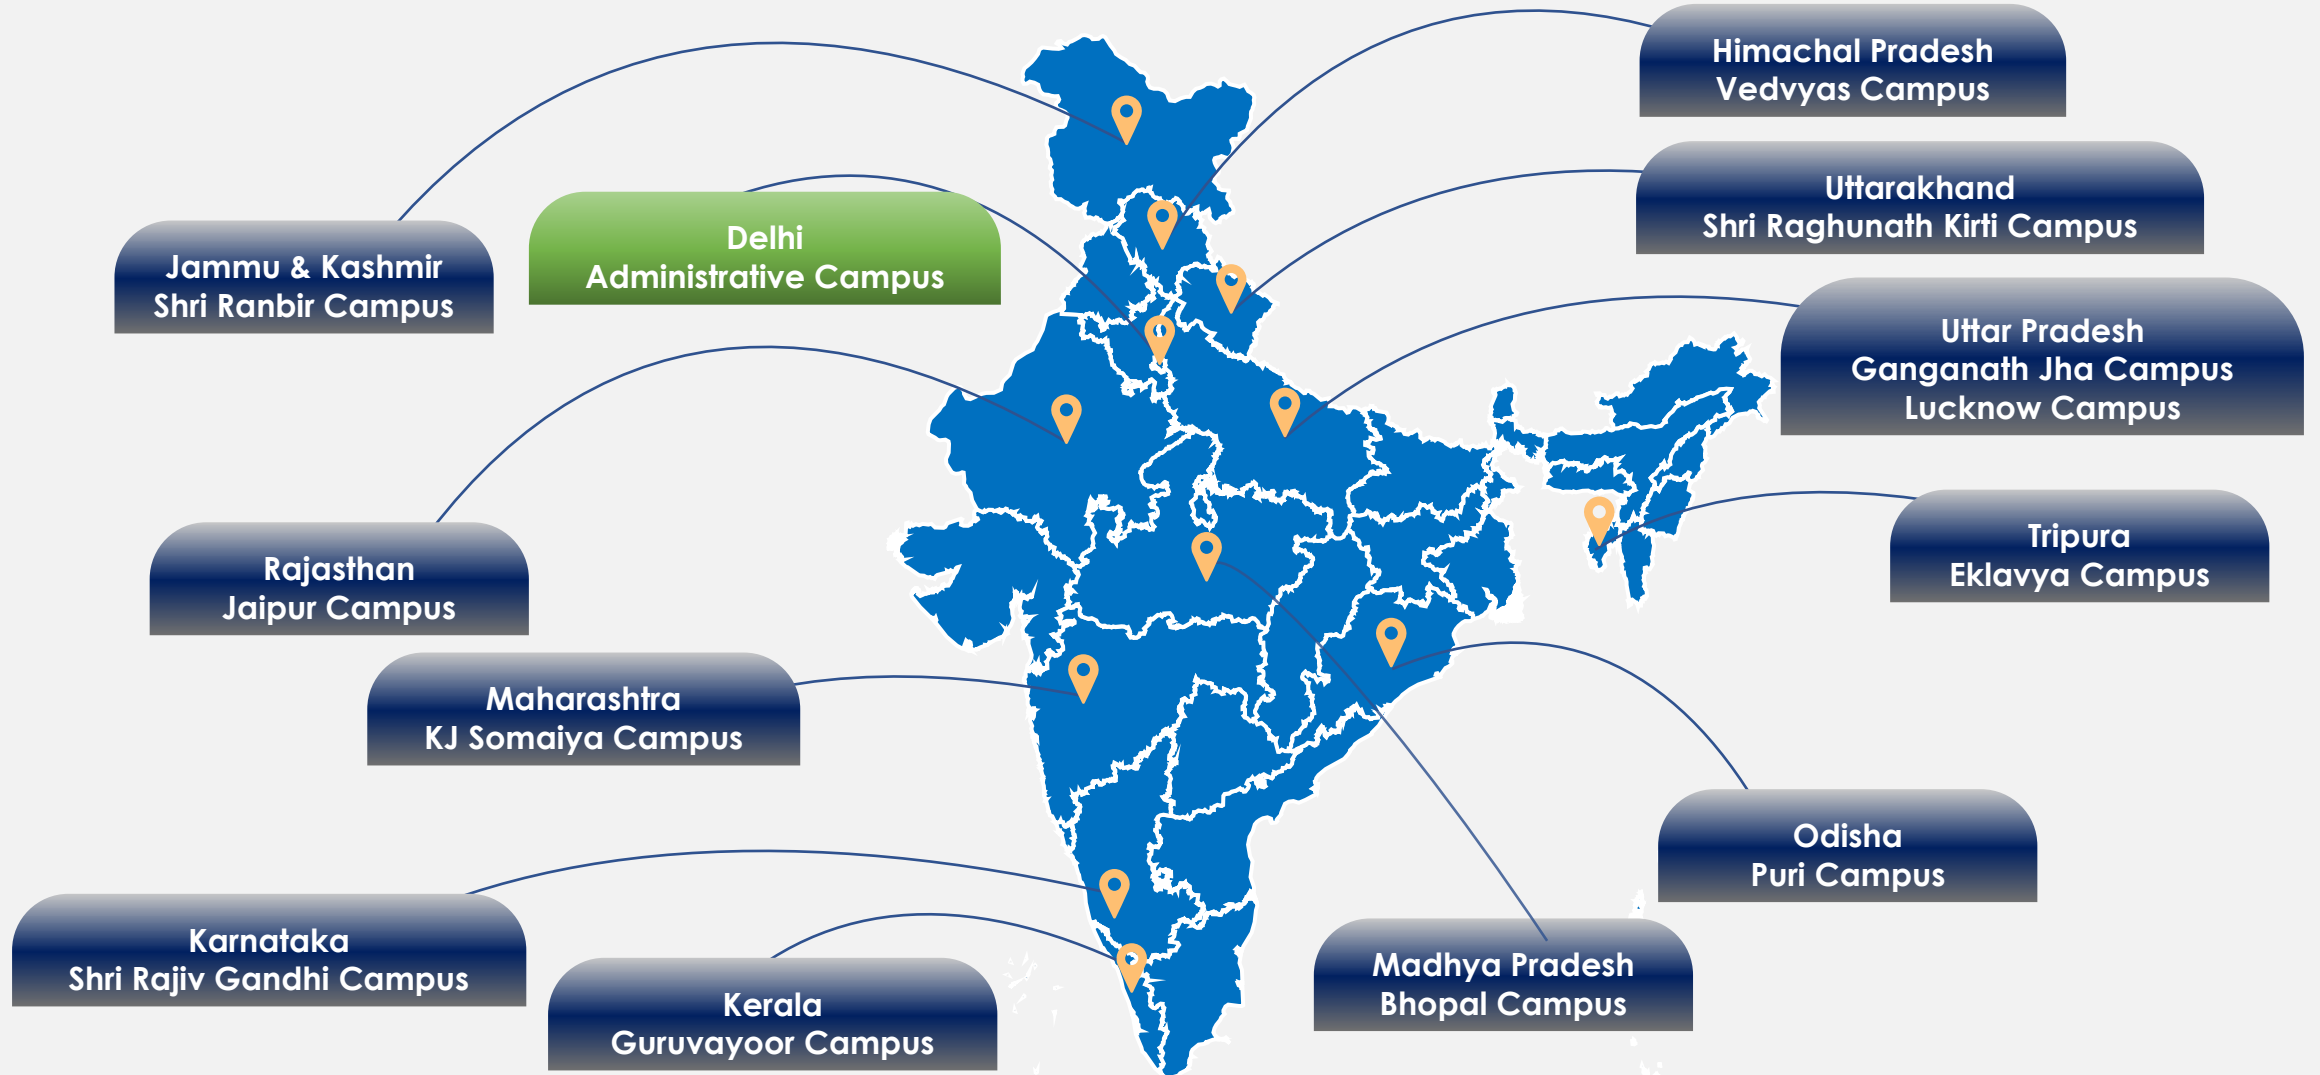 Himachal Pradesh
Vedvyas Campus
Uttarakhand
Shri Raghunath Kirti Campus
Delhi
Administrative Campus
Jammu & Kashmir
Shri Ranbir Campus
Uttar Pradesh
Ganganath Jha Campus
Lucknow Campus
Tripura
Eklavya Campus
Rajasthan
Jaipur Campus
Maharashtra
KJ Somaiya Campus
Odisha
Puri Campus
Karnataka
Shri Rajiv Gandhi Campus
Madhya Pradesh
Bhopal Campus
Kerala
Guruvayoor Campus